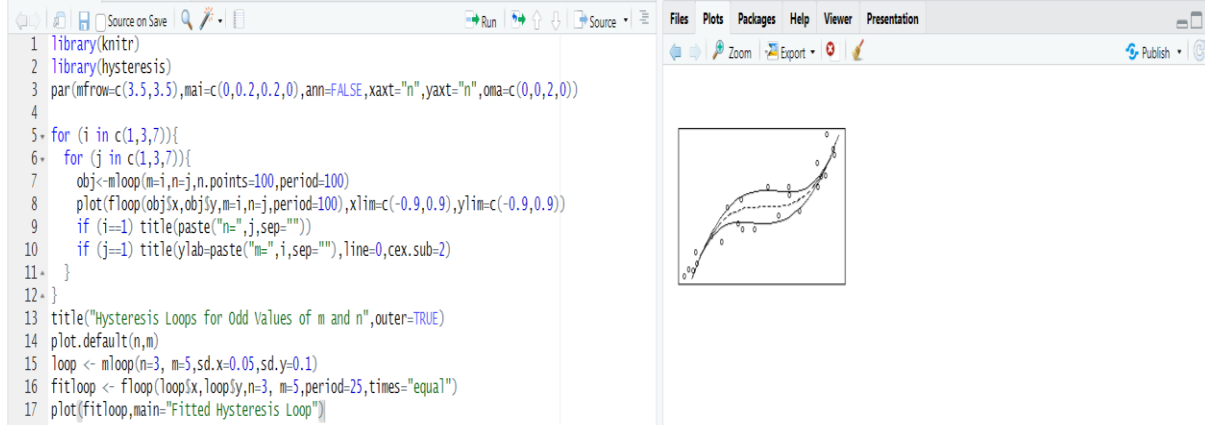 Source on Save Run Source
1 library(knitr)
2 library(hysteresis)
3 par(mfrow=c(3.5,3.5),mai=c(0,0.2,0.2,0),ann=FALSE,xaxt="n",yaxt="n",oma=c(0,0,2,0))
4
5 for (i in c(1,3,7)){
6 for (j in c(1,3,7)){
7 obj<-mloop(m=i,n=j,n.points=100,period=100)
8 plot(floop(obj$x,obj$y,m=i,n=j,period=100),xlim=c(-0.9,0.9),ylim=c(-0.9,0.9))
9 if (i==1) title(paste("n=",j,sep=""))
10 if (j==1) title(ylab=paste("m=",i,sep=""),line=0,cex.sub=2)
11 }
12 }
13 title("Hysteresis Loops for Odd Values of m and n",outer=TRUE)
14 plot.default(n,m)
15 loop <- mloop(n=3, m=5,sd.x=0.05,sd.y=0.1)
16 fitloop <- floop(loop$x,loop$y,n=3, m=5,period=25,times="equal")
17 plot(fitloop,main="Fitted Hysteresis Loop")
Files Plots Packages Help Viewer Presentation
Zoom Export Publish